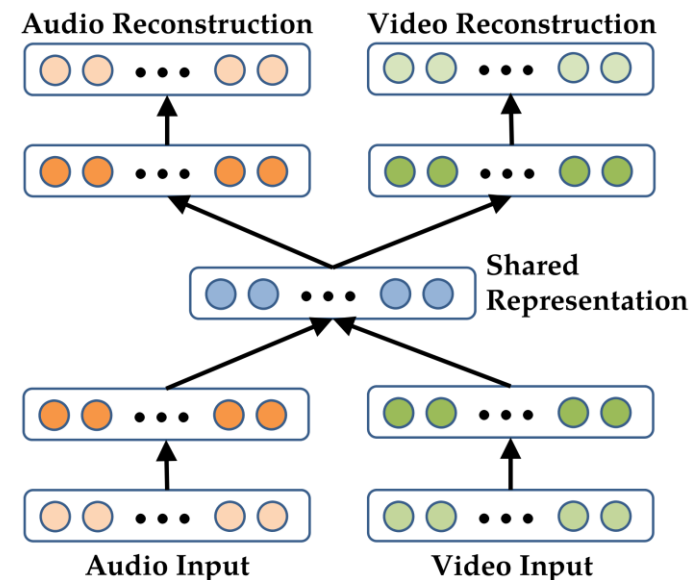 Audio Reconstruction
Video Reconstruction
Shared
Representation
Audio Input
Video Input